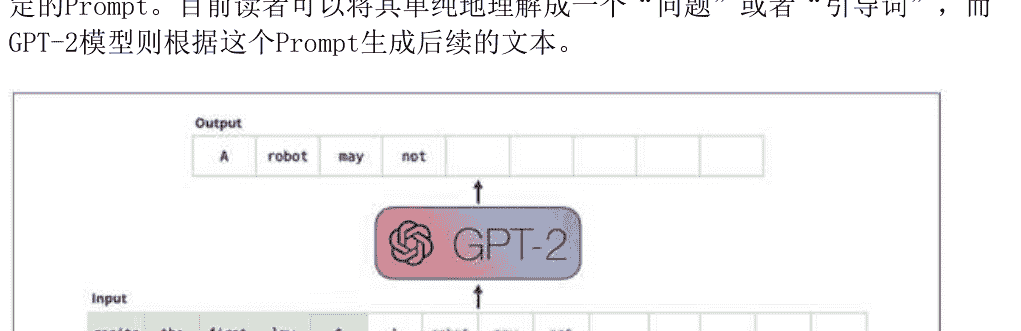 定的Prompt。目前读者可以将其单纯地理解成一个“问题”或者“引导词”，而
GPT-2模型则根据这个Prompt生成后续的文本。
Output
A robot may not
GPT-2
Input